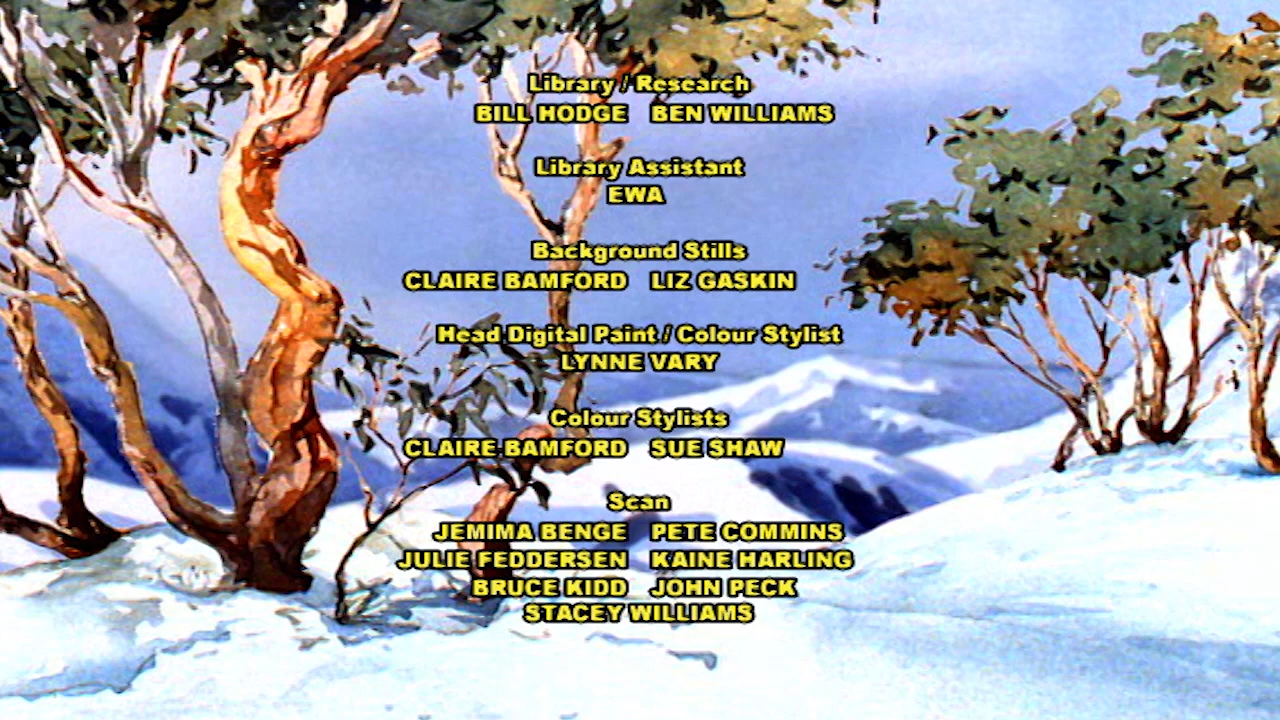 Library / Research
BILL HODGE BEN WILLIAMS
Library Assistant
EWA
Background Stills
CLAIRE BAMFORD LIZ GASKIN
Head Digital Paint / Colour Stylist
LYNNE VARY
Colour Stylists
CLAIRE BAMFORD SUE SHAW
Scan
JEMIMA BENGE PETE COMMINS
JULIE FEDDERSEN KAINE HARLING
BRUCE KIDD JOHN PECK
STACEY WILLIAMS